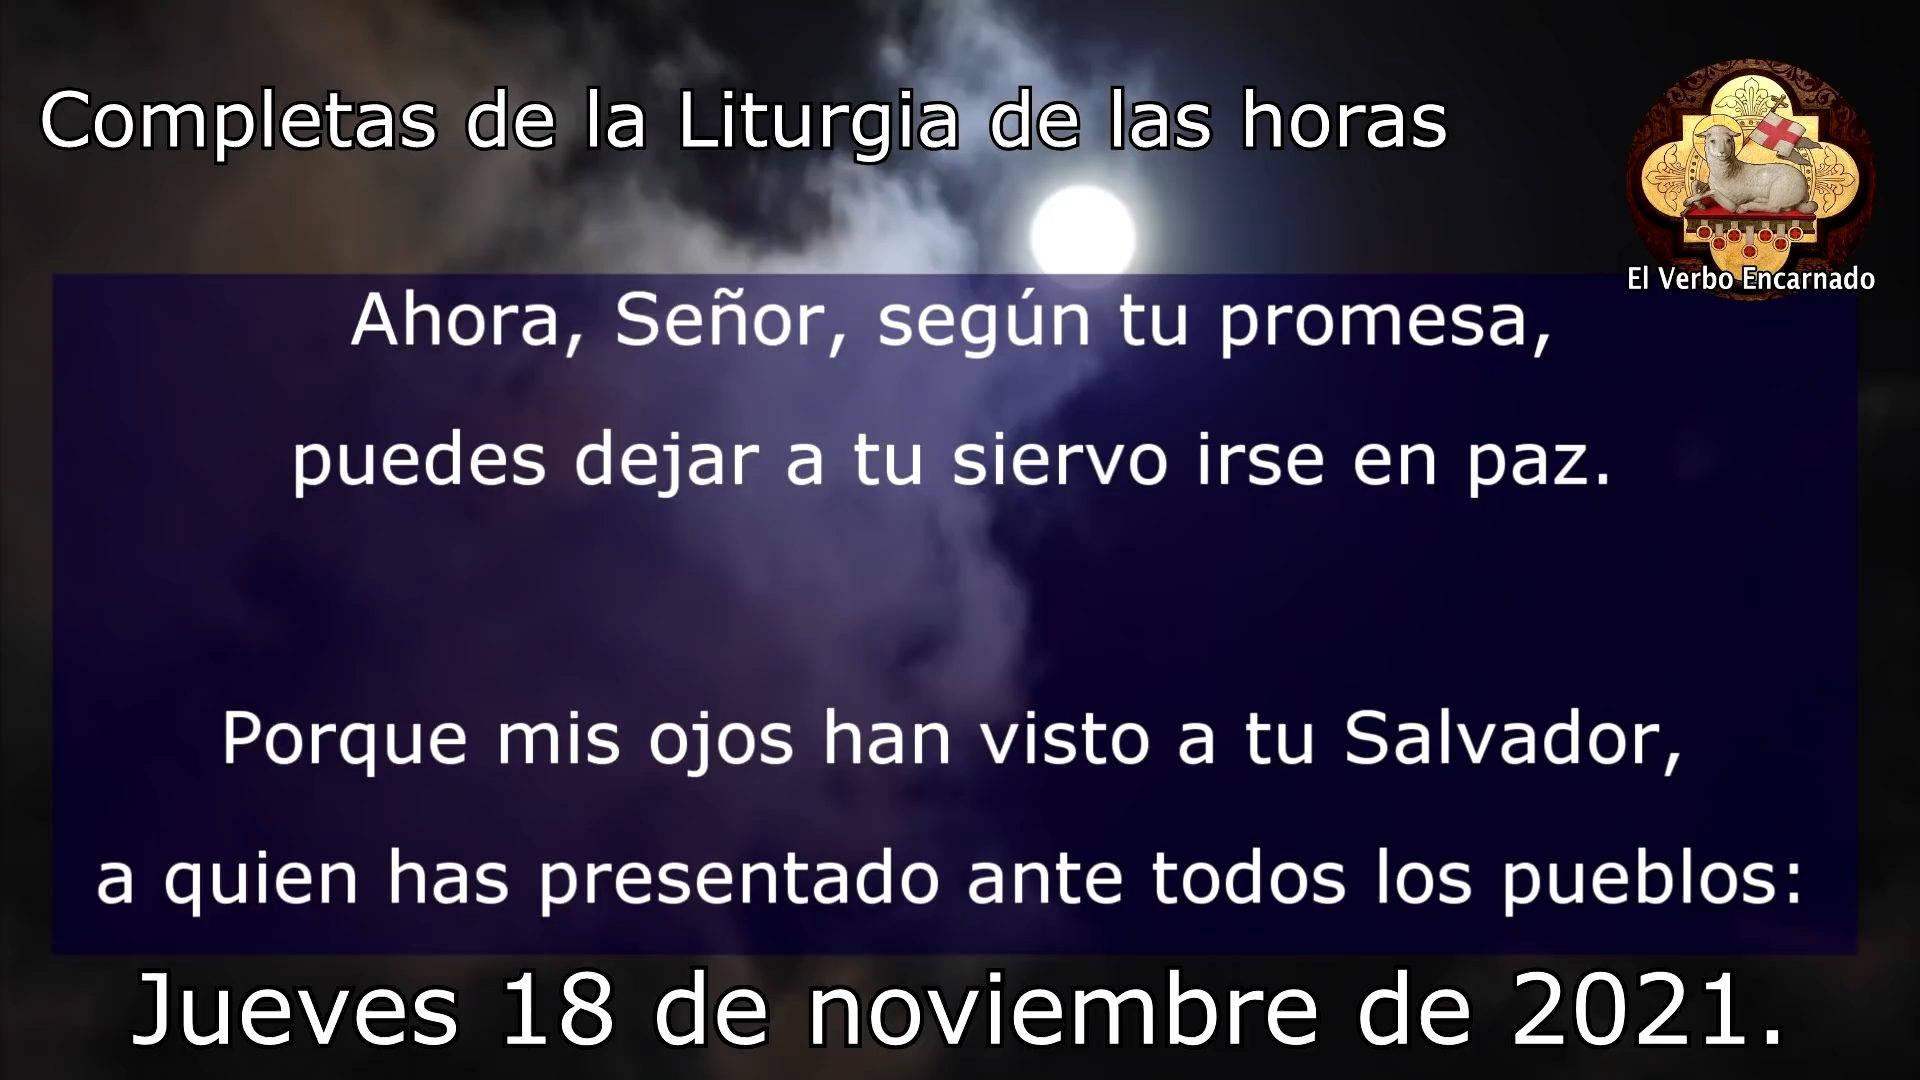 Completas de la Liturgia de las horas
El Verbo Encarnado
Ahora, Señor, según tu promesa,
puedes dejar a tu siervo irse en paz.
Porque mis ojos han visto a tu Salvador,
a quien has presentado ante todos los pueblos:
Jueves 18 de noviembre de 2021.